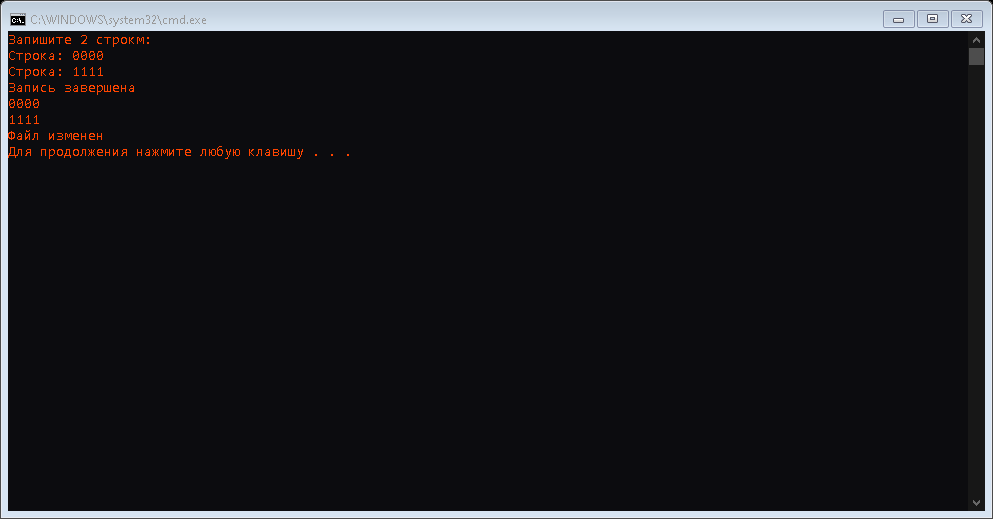 C:\WINDOWS\system32\cmd.exe
Запишите 2 строкм:
Строка: 0000
Строка: 1111
Запись завершена
0000
1111
Файл изменен
Для продолжения нажмите любую клавишу . . .